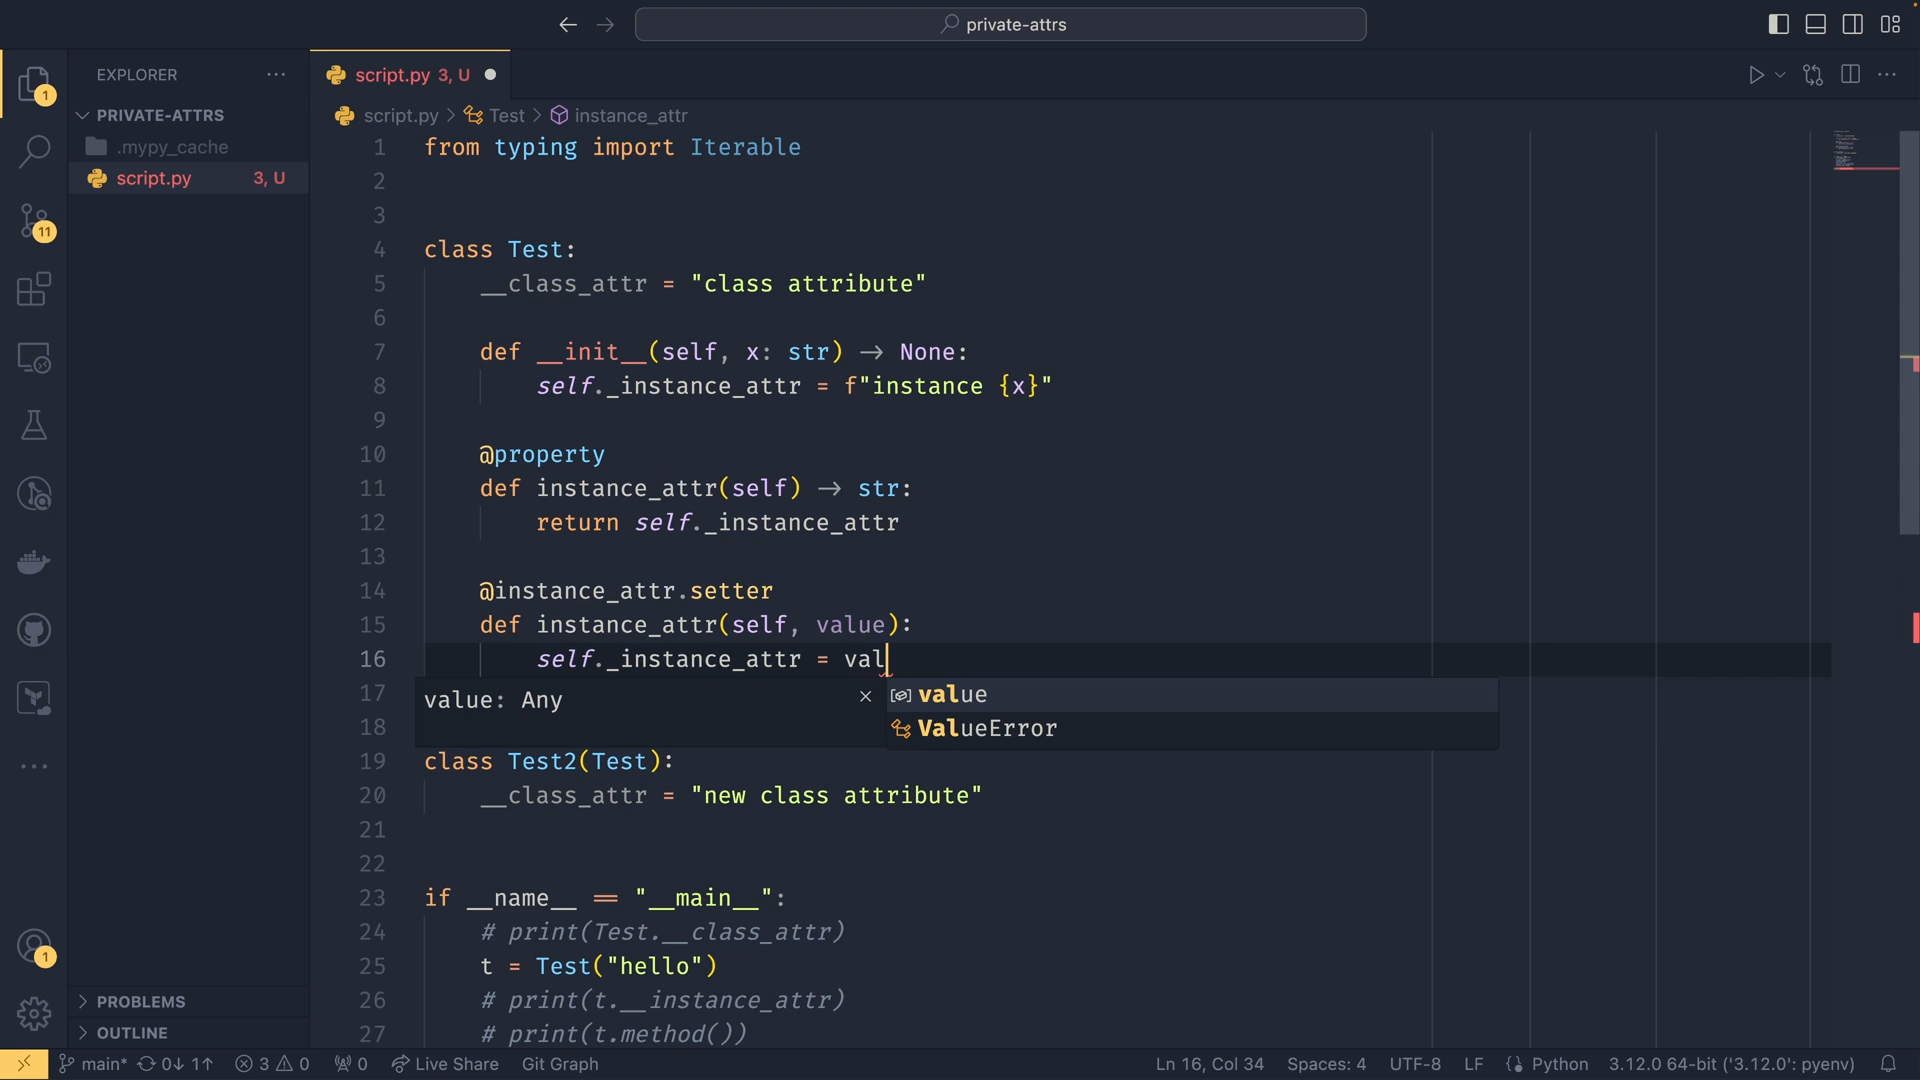 private-attrs
EXPLORER
PRIVATE-ATTRS
.mypy_cache
script.py 3, U
script.py 3, U
script.py > Test > instance_attr
1 from typing import Iterable
2
3
4 class Test:
5 __class_attr = "class attribute"
6
7 def __init__(self, x: str) -> None:
8 self._instance_attr = f"instance {x}"
9
10 @property
11 def instance_attr(self) -> str:
12 return self._instance_attr
13
14 @instance_attr.setter
15 def instance_attr(self, value):
16 self._instance_attr = val
17
value: Any
value
ValueError
18
19 class Test2(Test):
20 __class_attr = "new class attribute"
21
22
23 if __name__ == "__main__":
24 # print(Test.__class_attr)
25 t = Test("hello")
26 # print(t.__instance_attr)
27 # print(t.method())
1
11
1
PROBLEMS
OUTLINE
main* 0↓ 1↑ 3 0 0 Live Share Git Graph Ln 16, Col 34 Spaces: 4 UTF-8 LF Python 3.12.0 64-bit ('3.12.0': pyenv)